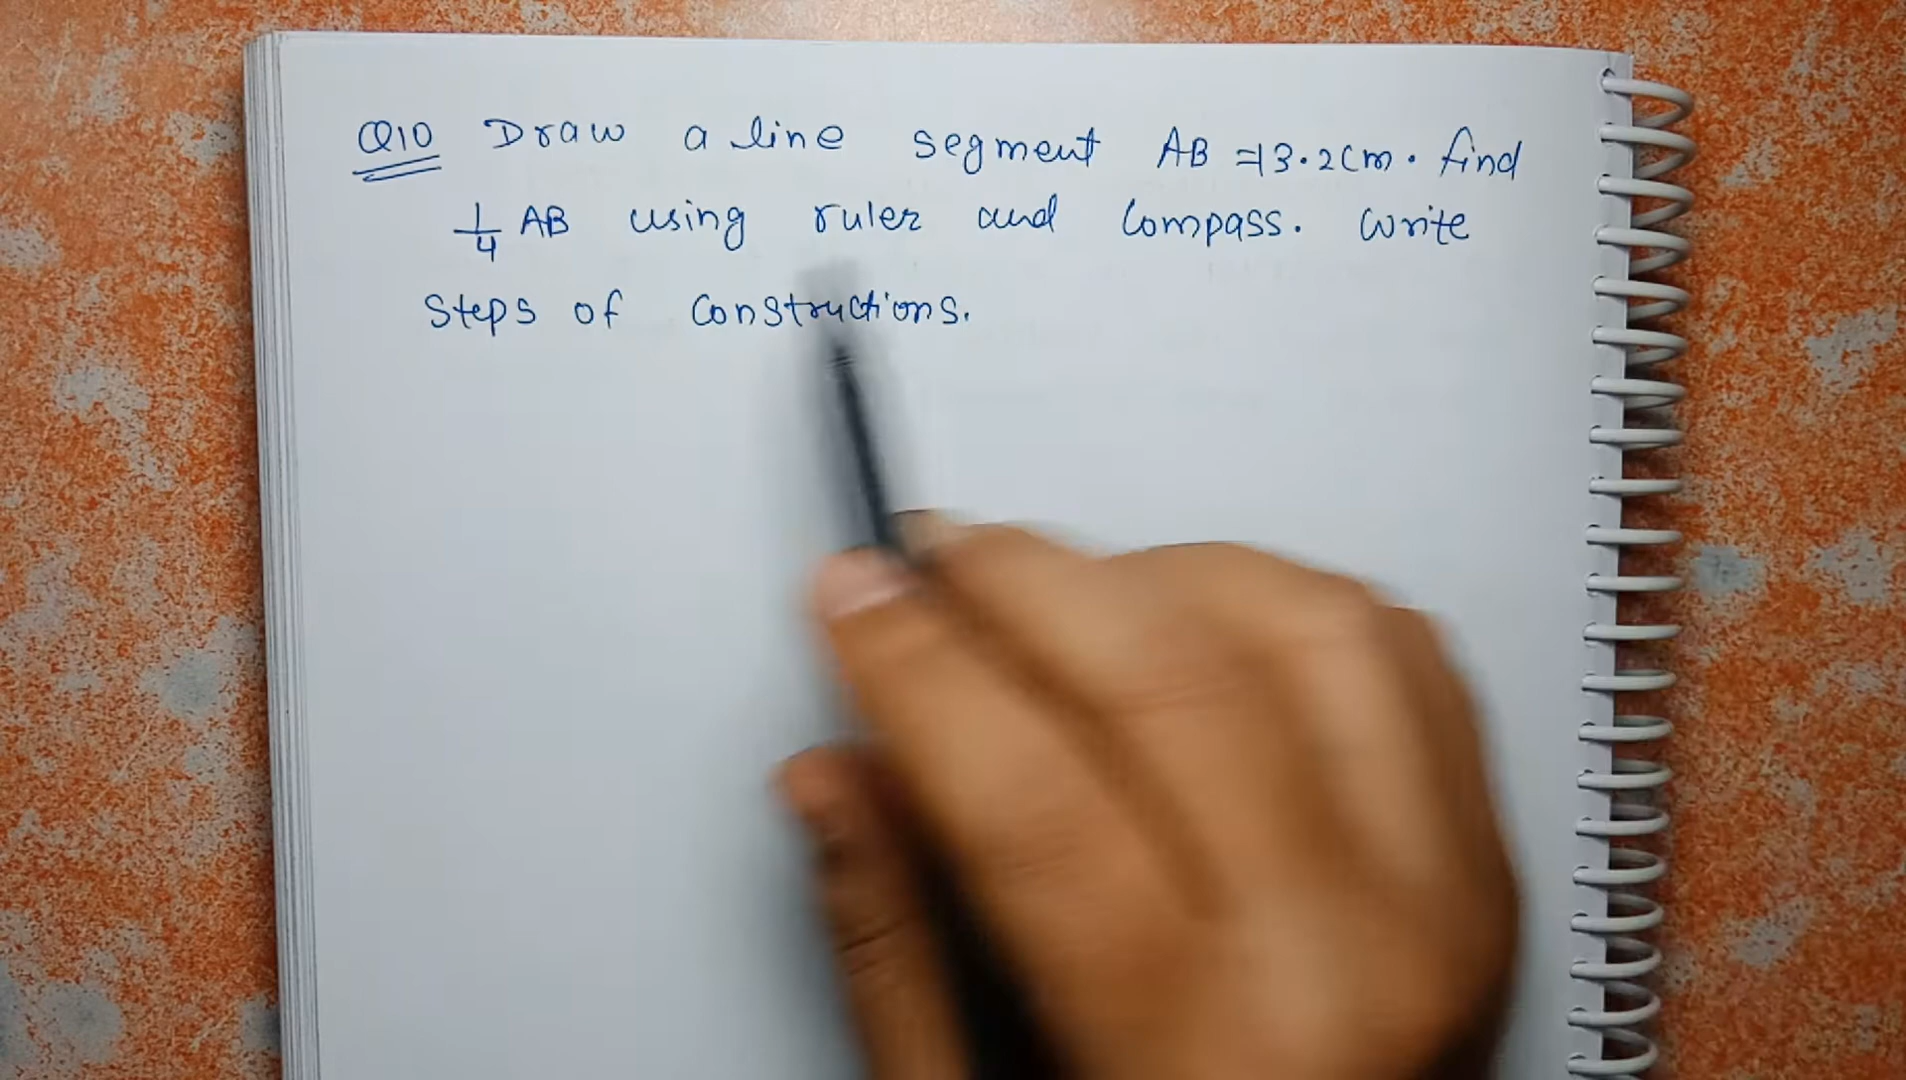 Q10 Draw a line segment AB = 13.2cm. find
1/4 AB using ruler and compass. write
steps of constructions.